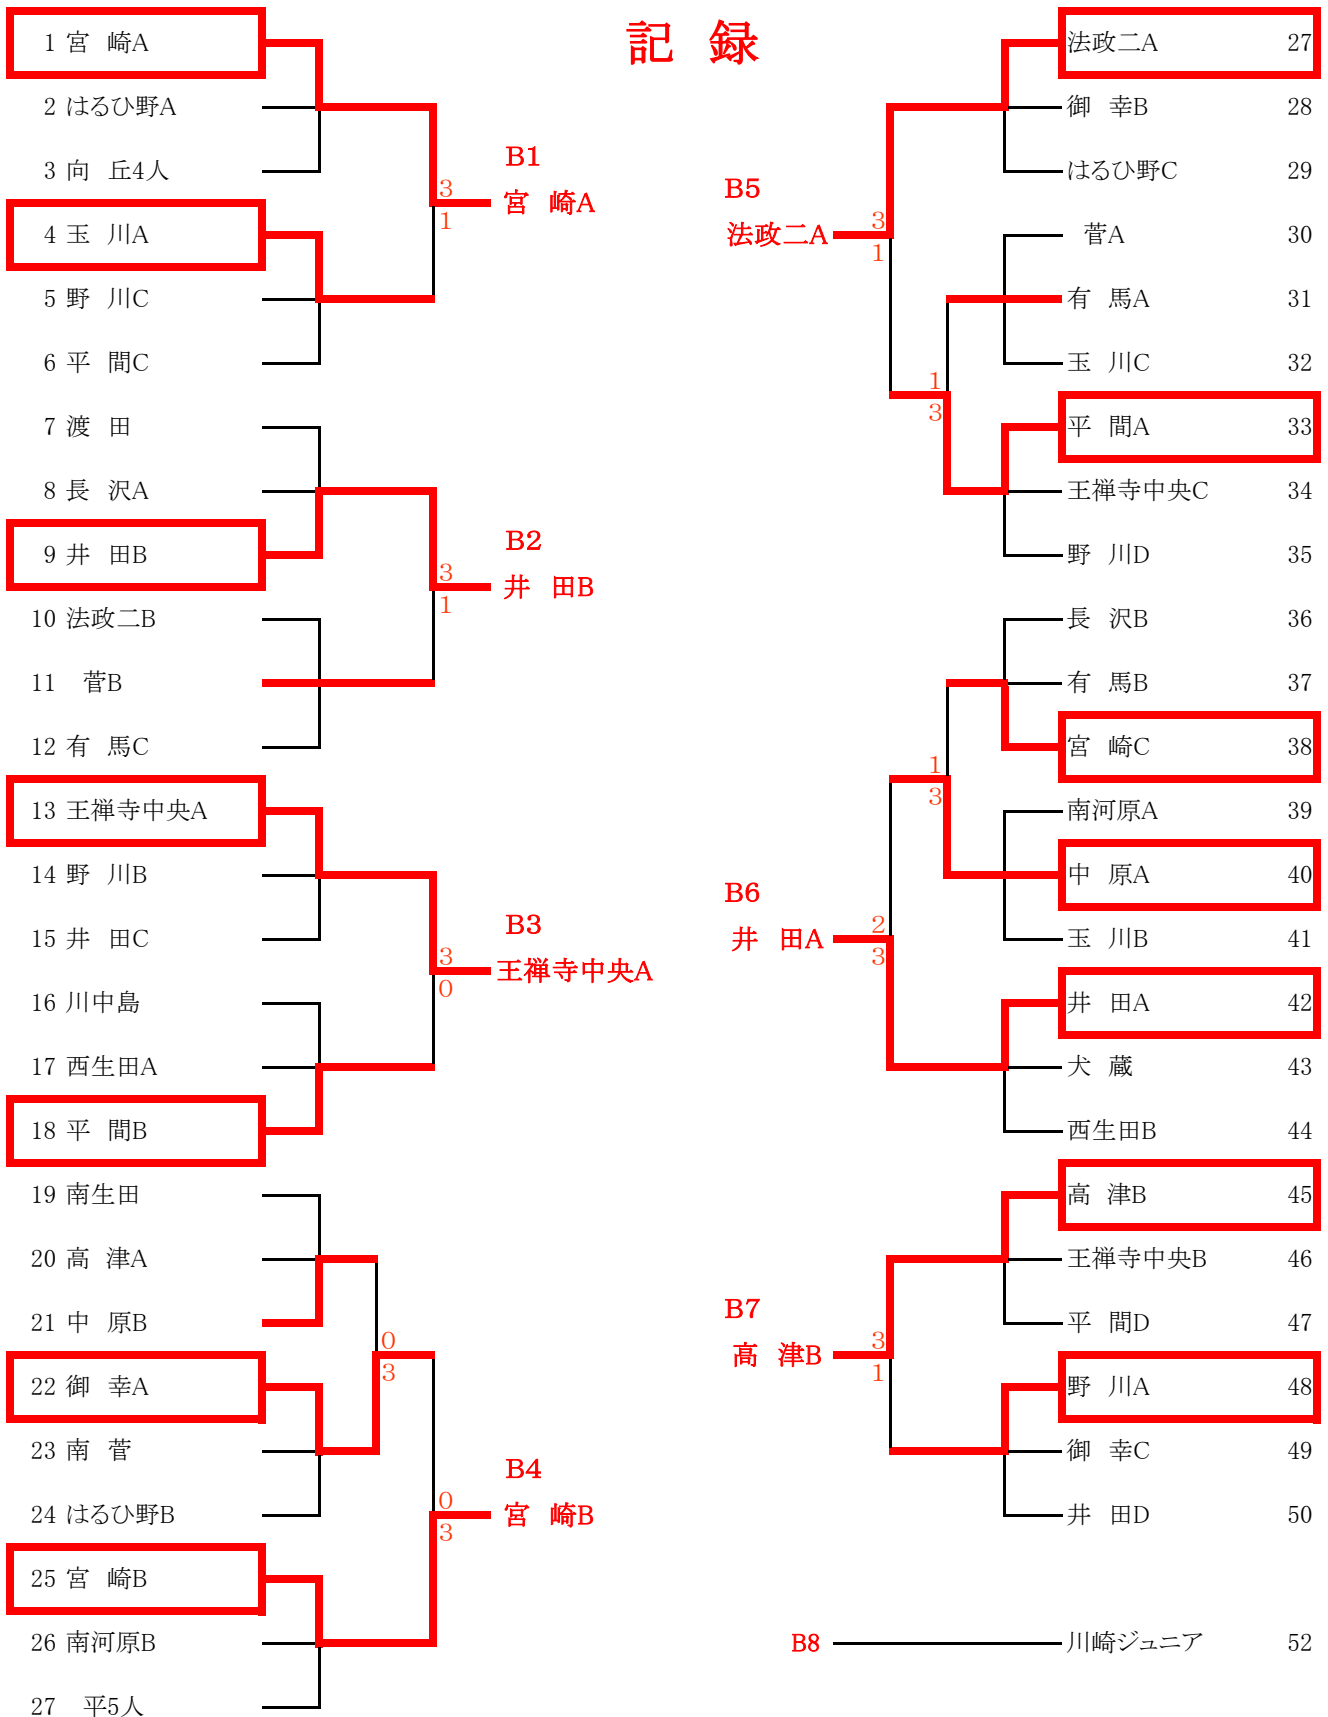 記 録
1 宮 崎A
2 はるひ野A
3 向 丘4人
B1
3
宮 崎A
1
4 玉 川A
5 野 川C
6 平 間C
7 渡 田
8 長 沢A
9 井 田B
B2
3
井 田B
1
10 法政二B
11 菅B
12 有 馬C
13 王禅寺中央A
14 野 川B
15 井 田C
B3
3
王禅寺中央A
0
16 川中島
17 西生田A
18 平 間B
19 南生田
20 高 津A
21 中 原B
0
3
22 御 幸A
23 南 菅
24 はるひ野B
B4
0
宮 崎B
3
25 宮 崎B
26 南河原B
27 平5人
法政二A 27
御 幸B 28
はるひ野C 29
B5
3
法政二A
1
菅A 30
有 馬A 31
玉 川C 32
1
3
平 間A 33
王禅寺中央C 34
野 川D 35
長 沢B 36
有 馬B 37
宮 崎C 38
1
3
南河原A 39
中 原A 40
玉 川B 41
B6
2
井 田A
3
井 田A 42
犬 蔵 43
西生田B 44
高 津B 45
王禅寺中央B 46
平 間D 47
B7
3
高 津B
1
野 川A 48
御 幸C 49
井 田D 50
B8 川崎ジュニア 52